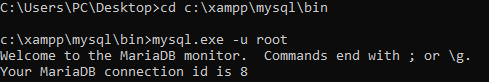 C:\Users\PC\Desktop>cd c:\xampp\mysql\bin
c:\xampp\mysql\bin>mysql.exe -u root
Welcome to the MariaDB monitor.  Commands end with ; or \g.
Your MariaDB connection id is 8